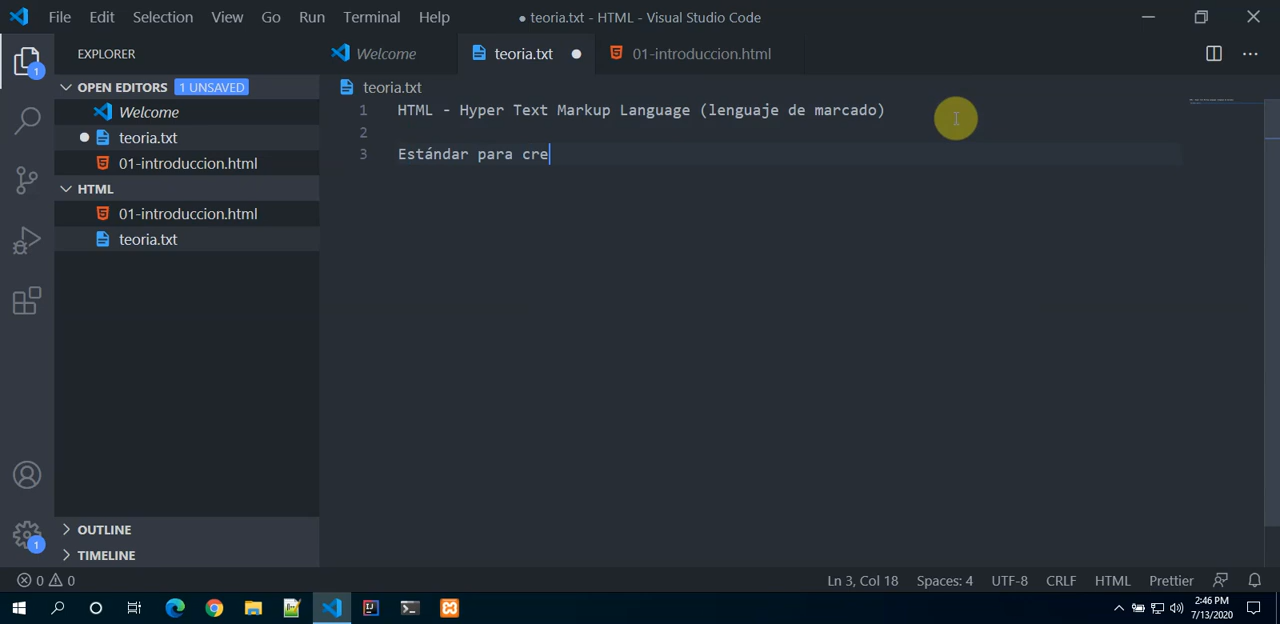 File Edit Selection View Go Run Terminal Help ● teoria.txt - HTML - Visual Studio Code
EXPLORER
Welcome teoria.txt ● 01-introduccion.html
OPEN EDITORS 1 UNSAVED
Welcome
teoria.txt
01-introduccion.html
HTML
01-introduccion.html
teoria.txt
OUTLINE
TIMELINE
1
1
teoria.txt
1 HTML - Hyper Text Markup Language (lenguaje de marcado)
2
3 Estándar para cre
0 0 Ln 3, Col 18 Spaces: 4 UTF-8 CRLF HTML Prettier
2:46 PM
7/13/2020